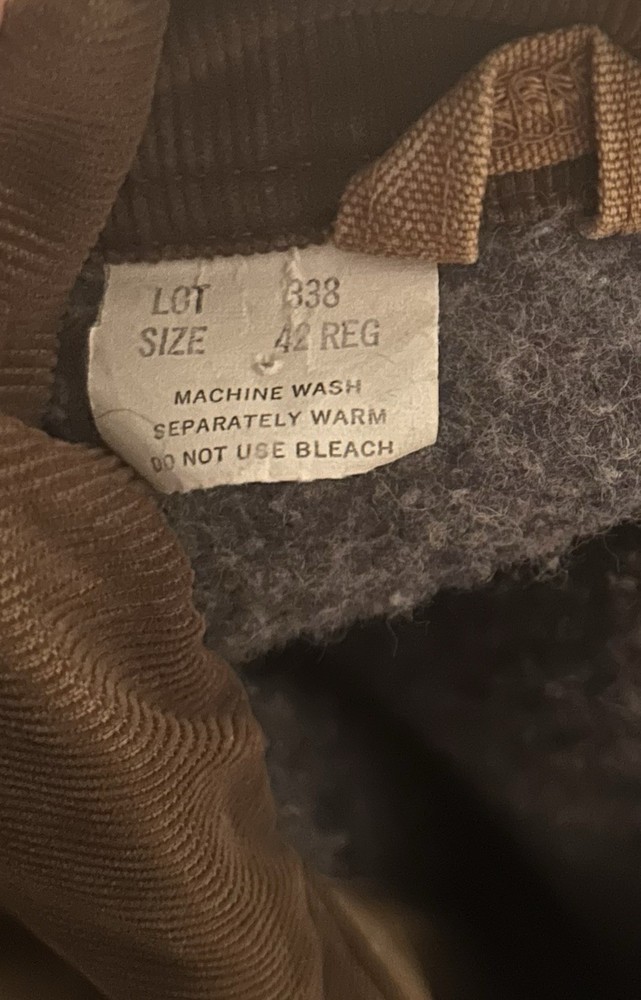 LOT 338
SIZE 42 REG
MACHINE WASH
SEPARATELY WARM
DO NOT USE BLEACH